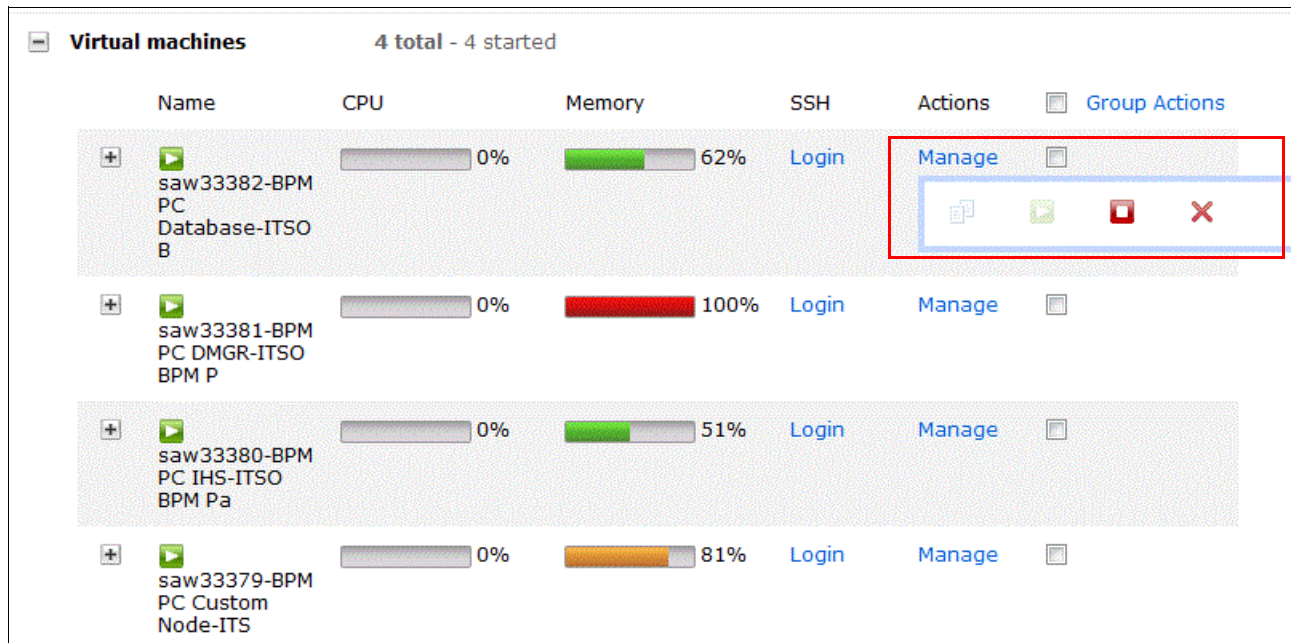 Virtual machines 4 total - 4 started
Name CPU Memory SSH Actions Group Actions
0% 62% Login Manage
saw33382-BPM
PC
Database-ITSO
B
0% 100% Login Manage
saw33381-BPM
PC DMGR-ITSO
BPM P
0% 51% Login Manage
saw33380-BPM
PC IHS-ITSO
BPM Pa
0% 81% Login Manage
saw33379-BPM
PC Custom
Node-ITS